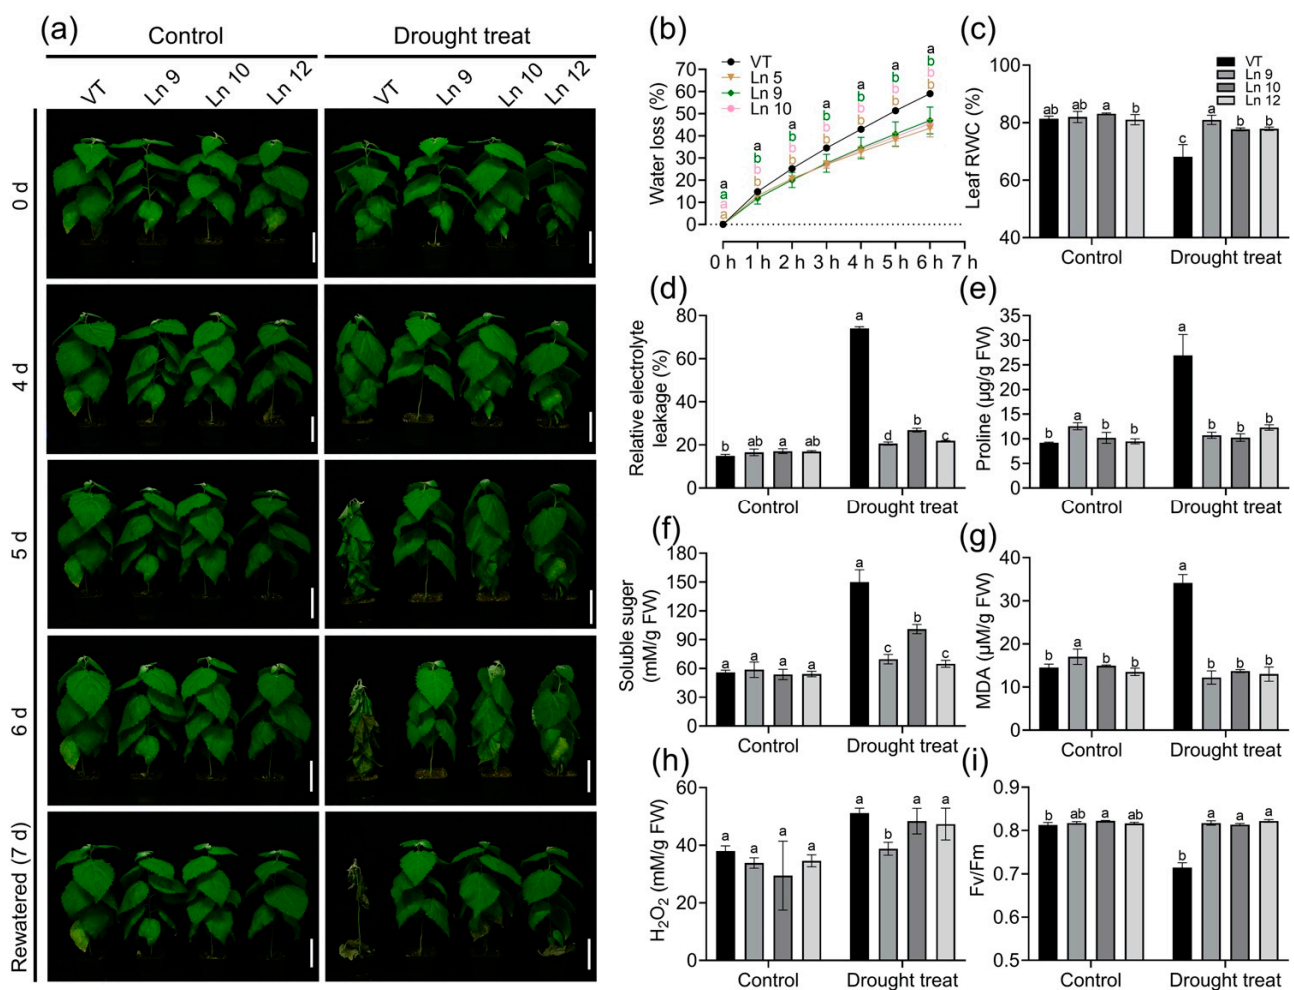 (a)
Control
Drought treat
VT
Ln 9
Ln 10
Ln 12
VT
Ln 9
Ln 10
Ln 12
0 d
4 d
5 d
6 d
Rewatered (7 d)
(b)
VT
Ln 5
Ln 9
Ln 10
Water loss (%)
70
60
50
40
30
20
10
0
a
a
a
a
a
b
b
b
a
b
b
b
a
b
b
b
a
b
b
b
a
b
b
b
a
b
b
b
0 h 1 h 2 h 3 h 4 h 5 h 6 h 7 h
(c)
VT
Ln 9
Ln 10
Ln 12
Leaf RWC (%)
100
80
60
40
ab ab a b
c a b b
Control Drought treat
(d)
Relative electrolyte
leakage (%)
80
60
40
20
0
b ab a ab
a d b c
Control Drought treat
(e)
Proline (µg/g FW)
35
30
25
20
15
10
5
0
b a b b
a b b b
Control Drought treat
(f)
Soluble suger
(mM/g FW)
180
150
120
90
60
30
0
a a a a
a c b c
Control Drought treat
(g)
MDA (µM/g FW)
40
30
20
10
0
b a b b
a b b b
Control Drought treat
(h)
H₂O₂ (mM/g FW)
60
40
20
0
a a a a
a b a a
Control Drought treat
(i)
Fv/Fm
0.9
0.8
0.7
0.6
0.5
b ab a ab
b a a a
Control Drought treat